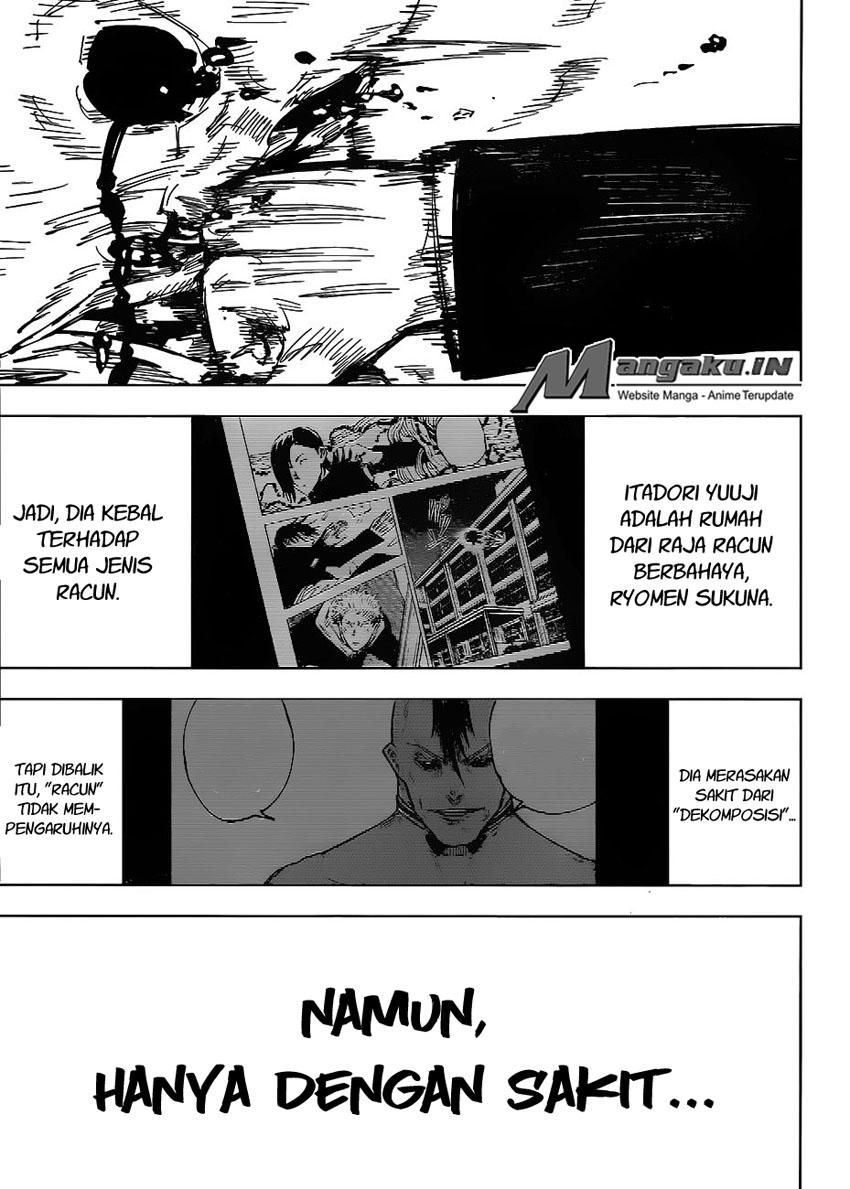 Mangaku.iN
Website Manga - Anime Terupdate
ITADORI YUUJI
ADALAH RUMAH
DARI RAJA RACUN
BERBAHAYA,
RYOMEN SUKUNA.
JADI, DIA KEBAL
TERHADAP
SEMUA JENIS
RACUN.
DIA MERASAKAN
SAKIT DARI
"DEKOMPOSISI"...
TAPI DIBALIK
ITU, "RACUN"
TIDAK MEM-
PENGARUHINYA.
NAMUN,
HANYA DENGAN SAKIT...